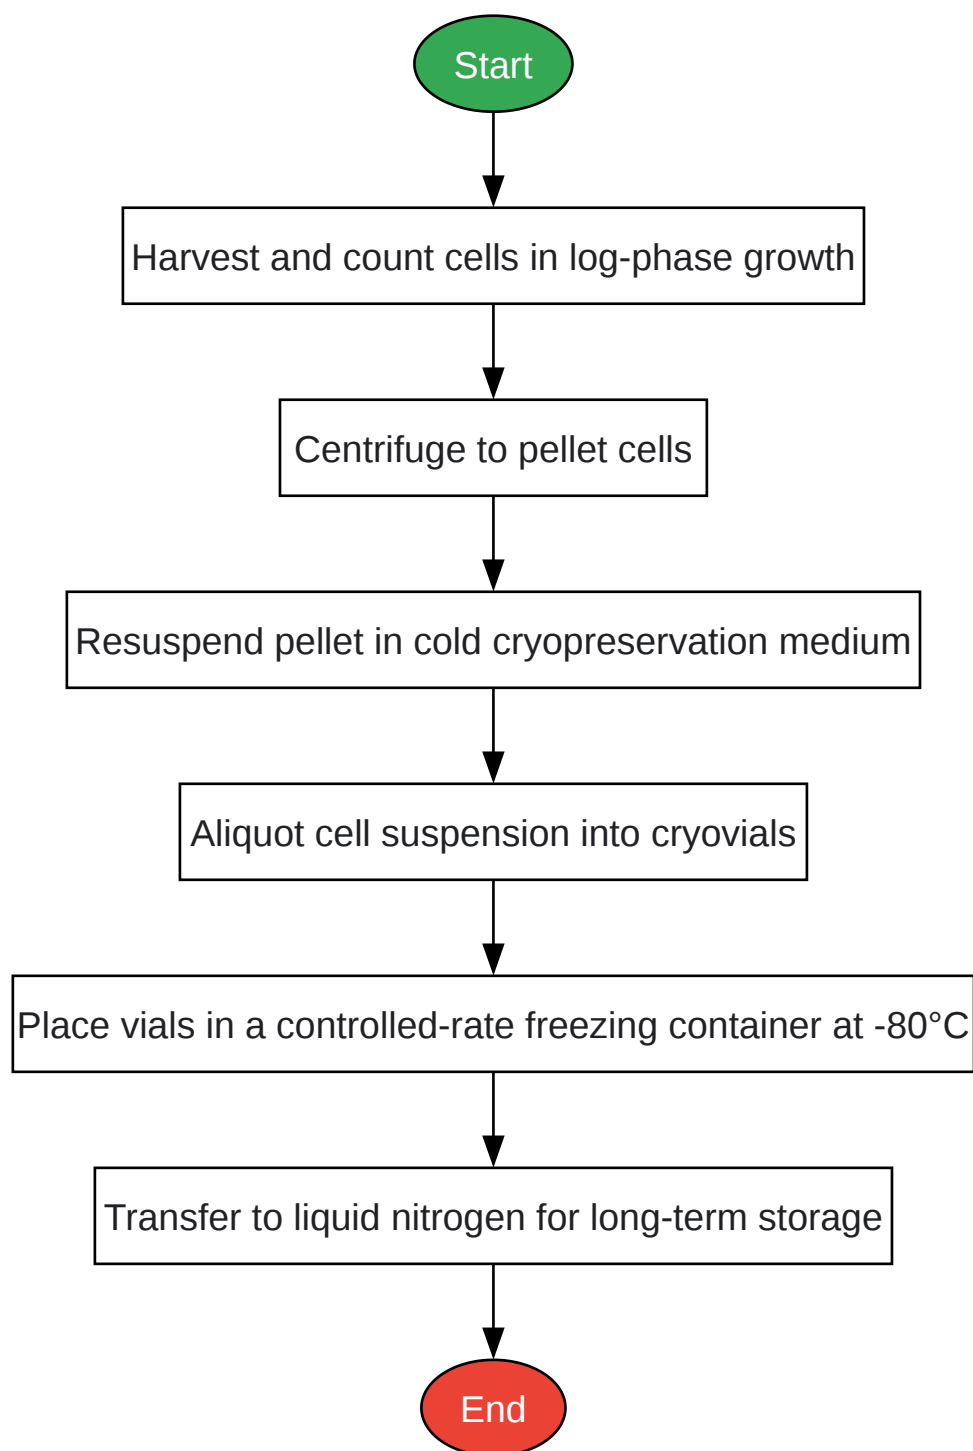 Start
Harvest and count cells in log-phase growth
Centrifuge to pellet cells
Resuspend pellet in cold cryopreservation medium
Aliquot cell suspension into cryovials
Place vials in a controlled-rate freezing container at -80°C
Transfer to liquid nitrogen for long-term storage
End